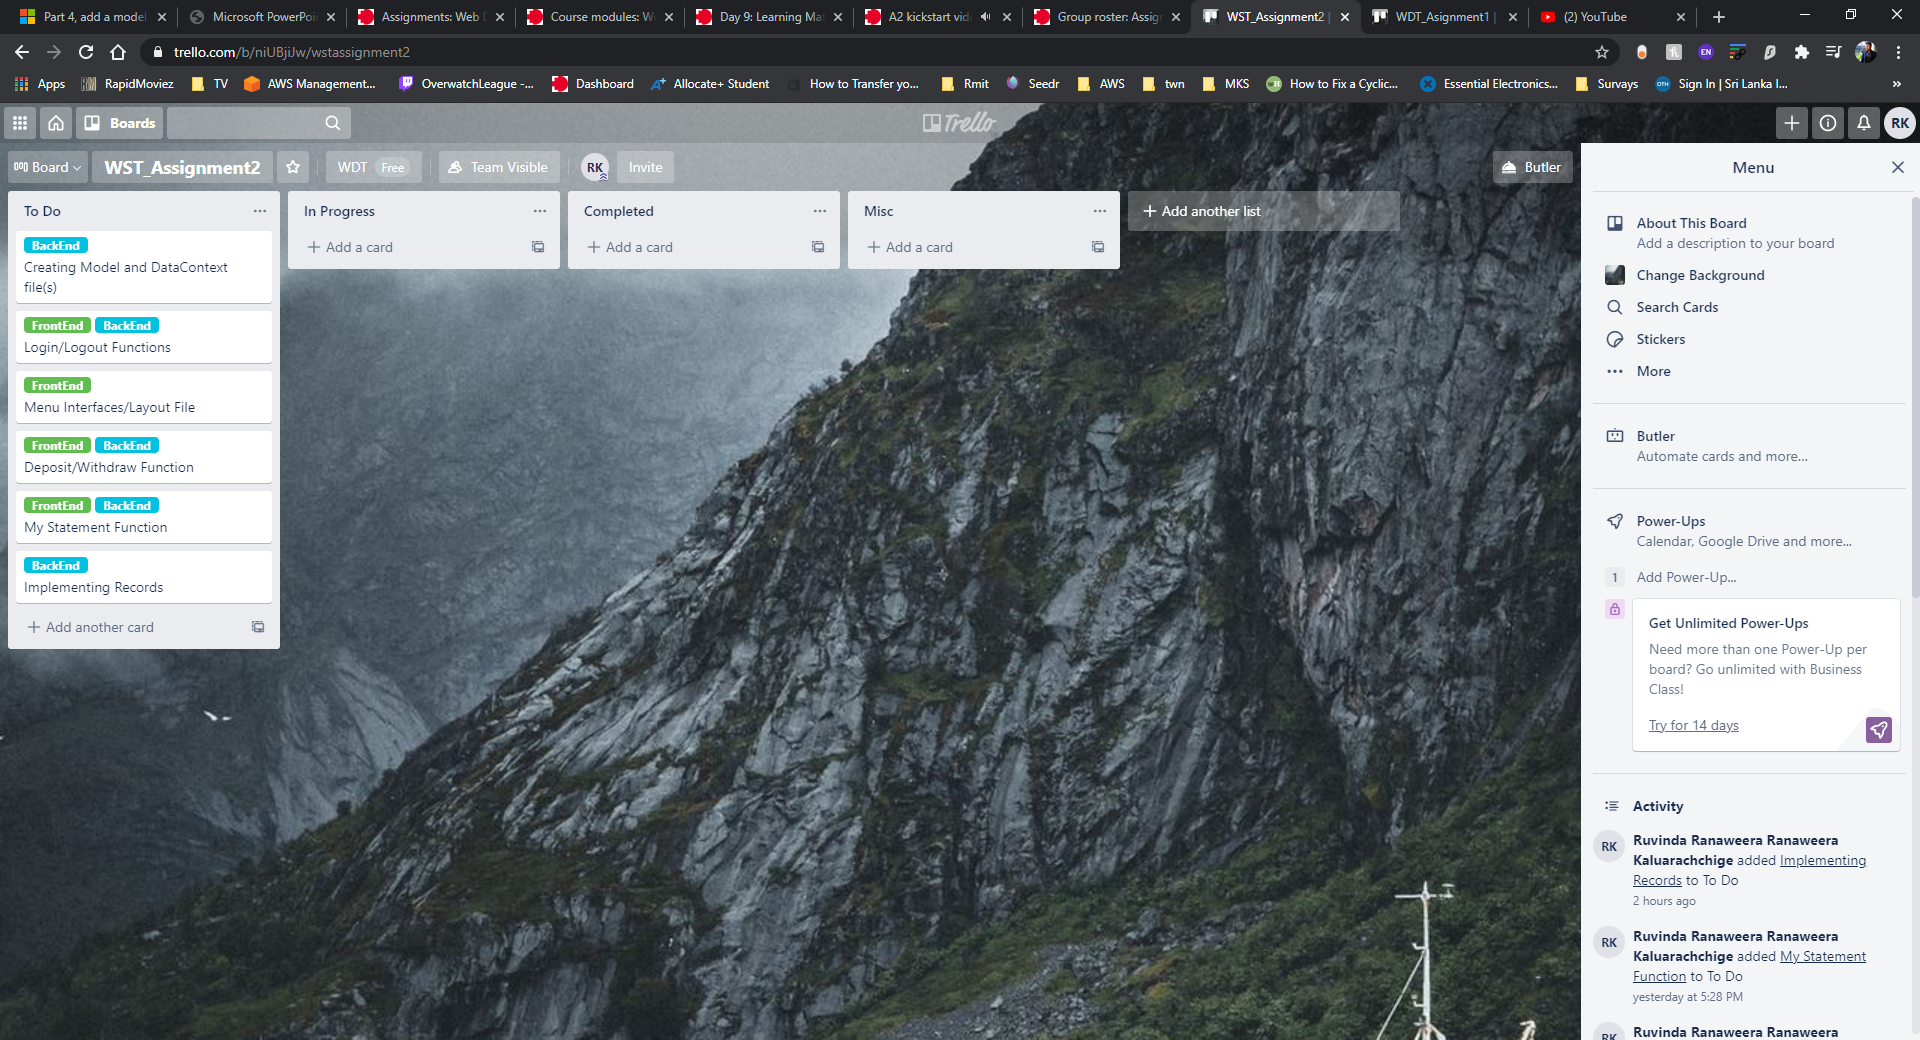 Part 4, add a model
Microsoft PowerPoi
Assignments: Web D
Course modules: W
Day 9: Learning Mat
A2 kickstart vid
Group roster: Assig
WST_Assignment2 |
WDT_Asignment1 |
(2) YouTube
trello.com/b/niUBjiJw/wstassignment2
Apps
RapidMoviez
TV
AWS Management...
OverwatchLeague -...
Dashboard
Allocate+ Student
How to Transfer yo...
Rmit
Seedr
AWS
twn
MKS
How to Fix a Cyclic...
Essential Electronics...
Survays
Sign In | Sri Lanka I...
»
Boards
Trello
RK
Board
WST_Assignment2
WDT Free
Team Visible
RK
Invite
Butler
To Do
BackEnd
Creating Model and DataContext
file(s)
FrontEnd BackEnd
Login/Logout Functions
FrontEnd
Menu Interfaces/Layout File
FrontEnd BackEnd
Deposit/Withdraw Function
FrontEnd BackEnd
My Statement Function
BackEnd
Implementing Records
+ Add another card
In Progress
+ Add a card
Completed
+ Add a card
Misc
+ Add a card
+ Add another list
Menu
About This Board
Add a description to your board
Change Background
Search Cards
Stickers
More
Butler
Automate cards and more...
Power-Ups
Calendar, Google Drive and more...
1 Add Power-Up...
Get Unlimited Power-Ups
Need more than one Power-Up per
board? Go unlimited with Business
Class!
Try for 14 days
Activity
RK
Ruvinda Ranaweera Ranaweera
Kaluarachchige added Implementing
Records to To Do
2 hours ago
RK
Ruvinda Ranaweera Ranaweera
Kaluarachchige added My Statement
Function to To Do
yesterday at 5:28 PM
RK
Ruvinda Ranaweera Ranaweera